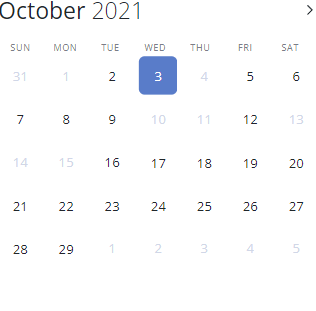 October 2021
SUN MON TUE WED THU FRI SAT
31 1 2 3 4 5 6
7 8 9 10 11 12 13
14 15 16 17 18 19 20
21 22 23 24 25 26 27
28 29 1 2 3 4 5